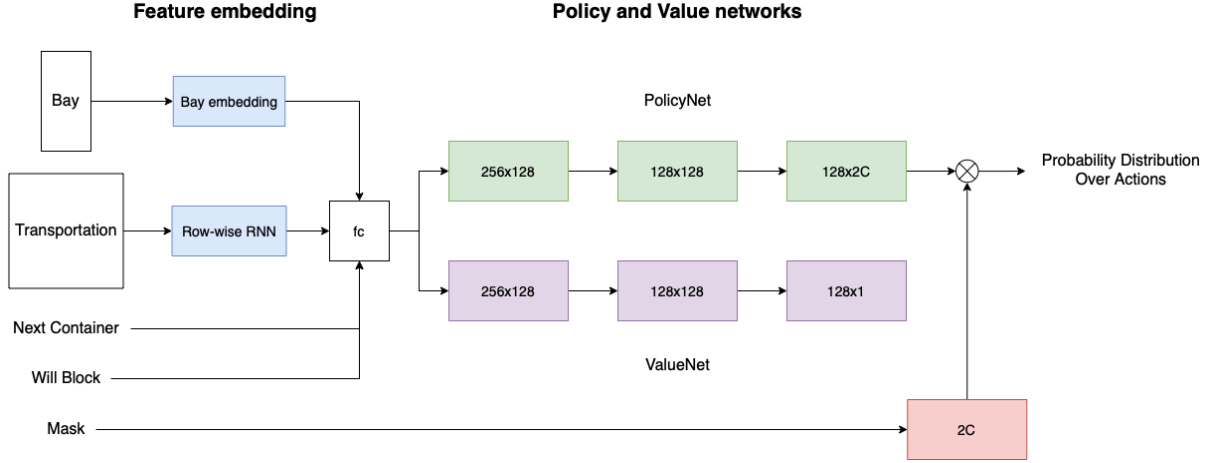 Feature embedding
Policy and Value networks
Bay
Bay embedding
PolicyNet
256x128
128x128
128x2C
Probability Distribution
Over Actions
Transportation
Row-wise RNN
fc
256x128
128x128
128x1
Next Container
Will Block
ValueNet
Mask
2C